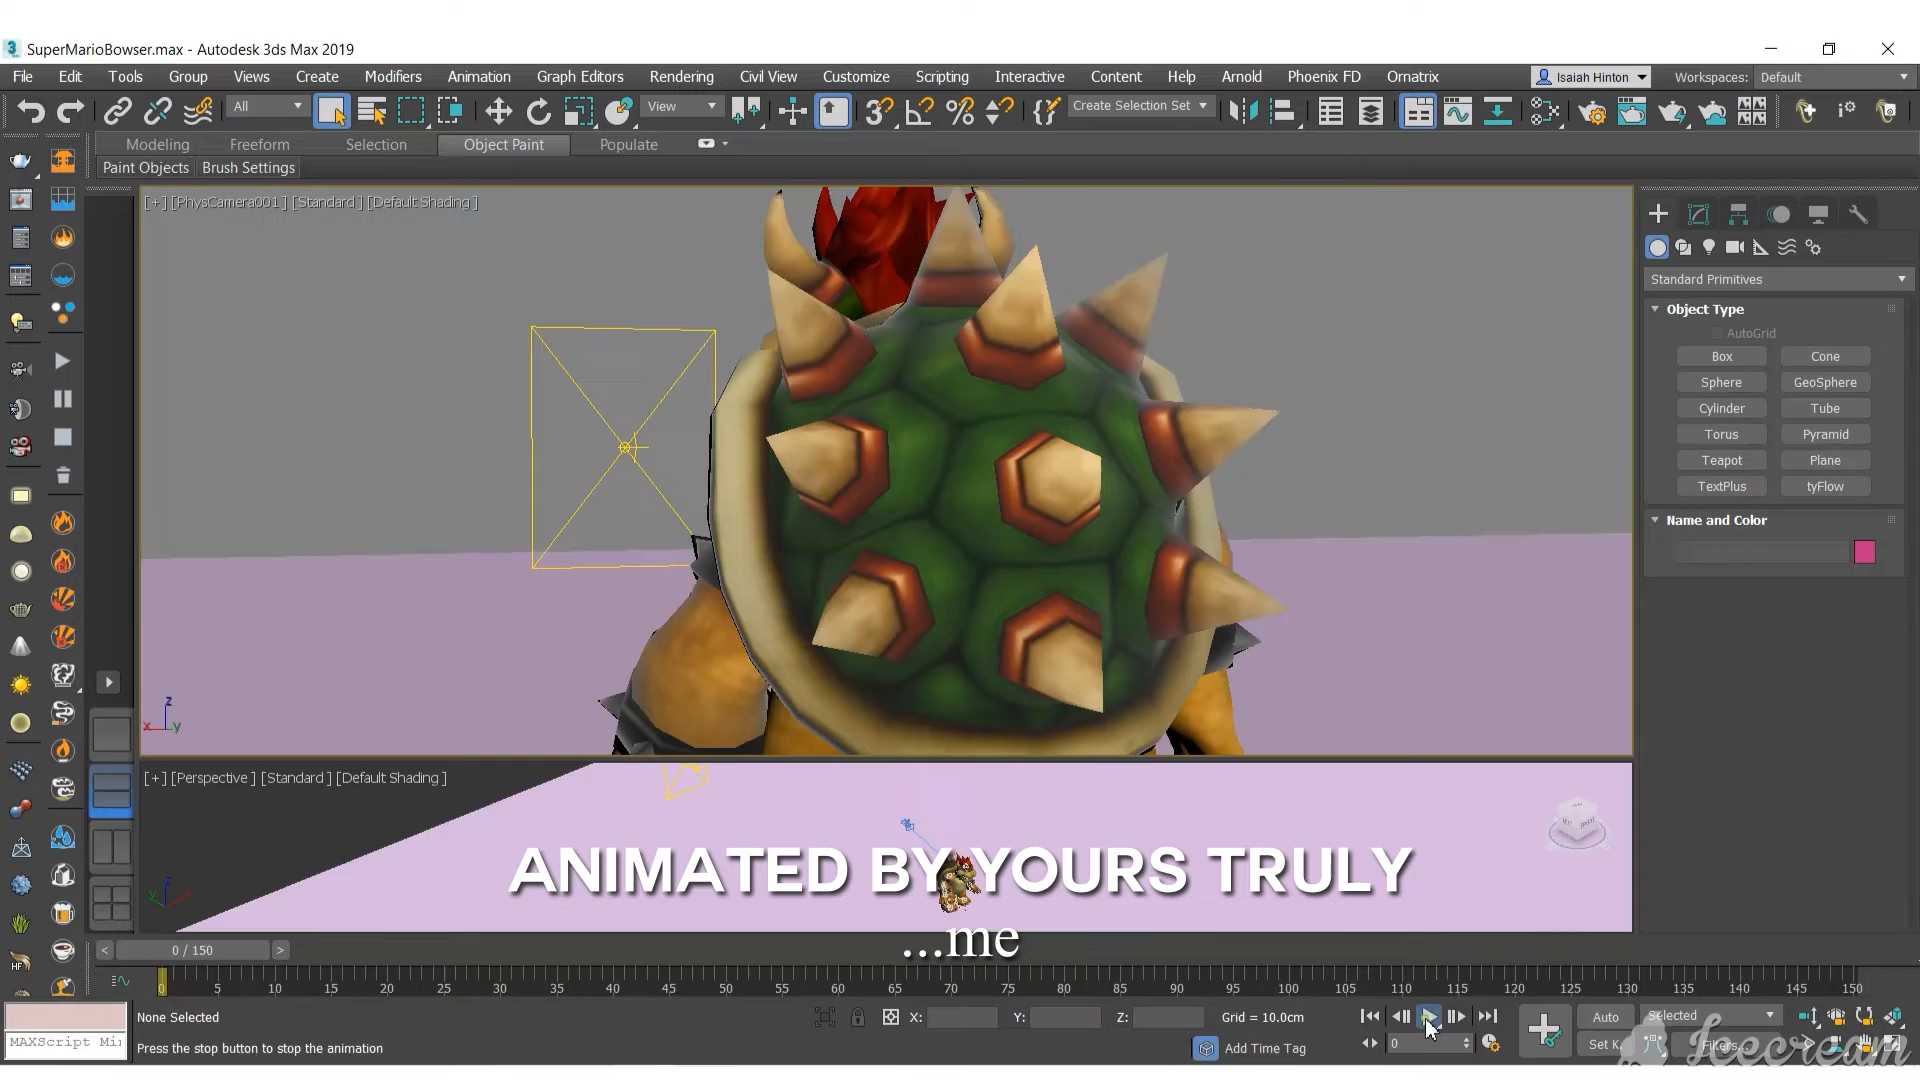 SuperMarioBowser.max - Autodesk 3ds Max 2019
File Edit Tools Group Views Create Modifiers Animation Graph Editors Rendering Civil View Customize Scripting Interactive Content Help Arnold Phoenix FD Ornatrix Isaiah Hinton Workspaces: Default
All View Create Selection Set
Modeling Freeform Selection Object Paint Populate
Paint Objects Brush Settings
[+] [PhysCamera001] [Standard] [Default Shading]
Standard Primitives
Object Type
AutoGrid
Box Cone
Sphere GeoSphere
Cylinder Tube
Torus Pyramid
Teapot Plane
TextPlus tyFlow
Name and Color
z
x y
[+] [Perspective] [Standard] [Default Shading]
ANIMATED BY YOURS TRULY
...me
< 0 / 150 >
0 5 10 15 20 25 30 35 40 45 50 55 60 65 70 75 80 85 90 95 100 105 110 115 120 125 130 135 140 145 150
None Selected X: Y: Z: Grid = 10.0cm Auto Selected
MAXScript Mi Press the stop button to stop the animation Add Time Tag 0 Set K. Filters...
Icecream